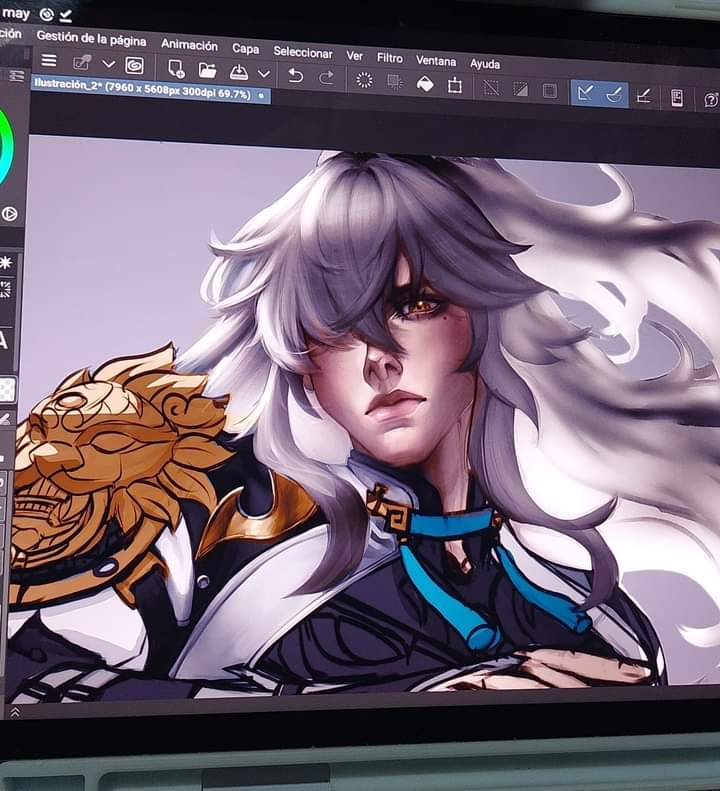 may
ción Gestión de la página Animación Capa Seleccionar Ver Filtro Ventana Ayuda
Ilustración_2* (7960 x 5608px 300dpi 69.7%)
A